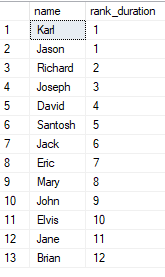 name rank_duration
1 Karl 1
2 Jason 1
3 Richard 2
4 Joseph 3
5 David 4
6 Santosh 5
7 Jack 6
8 Eric 7
9 Mary 8
10 John 9
11 Elvis 10
12 Jane 11
13 Brian 12